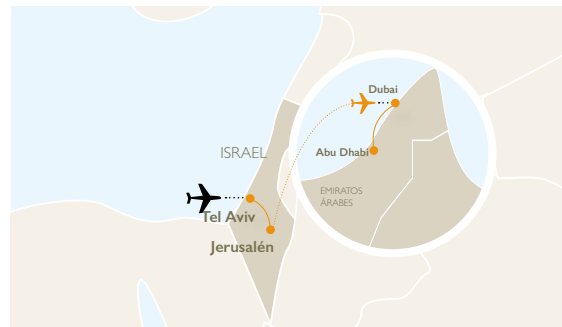 Dubai
ISRAEL
Abu Dhabi
EMIRATOS
ÁRABES
Tel Aviv
Jerusalén